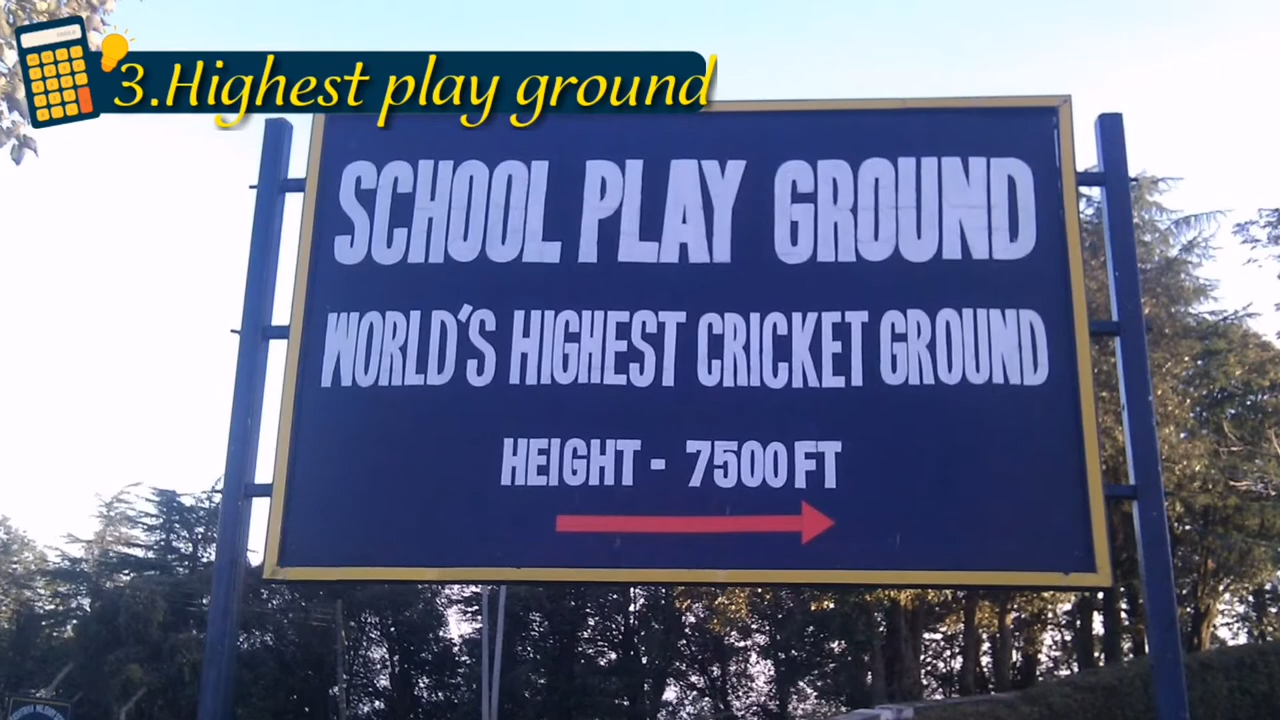 3.Highest play ground
SCHOOL PLAY GROUND
WORLD'S HIGHEST CRICKET GROUND
HEIGHT - 7500 FT